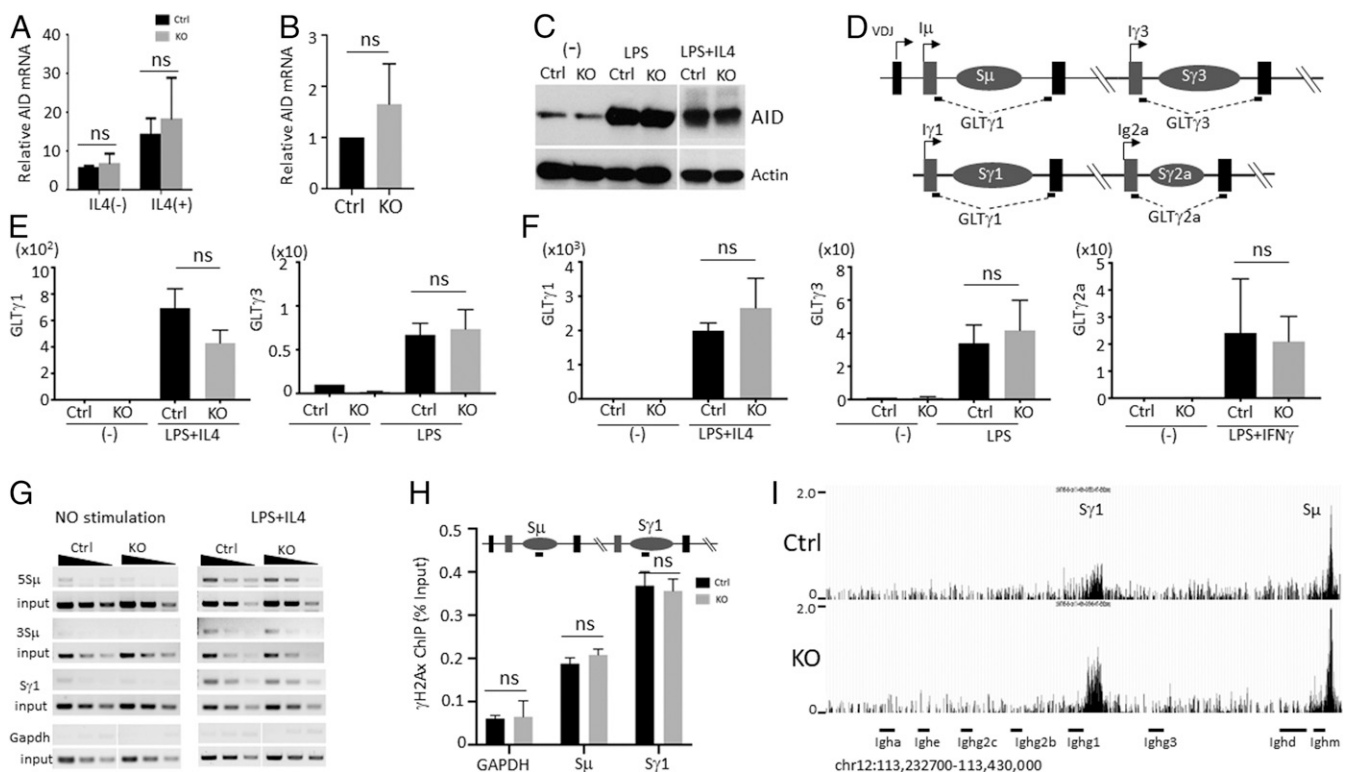 A
Ctrl
KO
Relative AID mRNA
40
30
20
10
0
ns
ns
IL4(-)
IL4(+)
B
Relative AID mRNA
3
2
1
0
ns
Ctrl
KO
C
(-)
LPS
LPS+IL4
Ctrl KO Ctrl KO Ctrl KO
AID
Actin
D
VDJ
Iμ
Iγ3
Sμ
Sγ3
GLTγ1
GLTγ3
Iγ1
Ig2a
Sγ1
Sγ2a
GLTγ1
GLTγ2a
E
(x10²)
GLTγ1
10
8
6
4
2
0
ns
Ctrl KO Ctrl KO
(-) LPS+IL4
(x10)
GLTγ3
2
1
0.5
0
ns
Ctrl KO Ctrl KO
(-) LPS
F
(x10³)
GLTγ1
4
3
2
1
0
ns
Ctrl KO Ctrl KO
(-) LPS+IL4
(x10)
GLTγ3
8
6
4
2
0
ns
Ctrl KO Ctrl KO
(-) LPS
(x10)
GLTγ2a
5
4
3
2
1
0
ns
Ctrl KO Ctrl KO
(-) LPS+IFNγ
G
NO stimulation
LPS+IL4
Ctrl KO Ctrl KO
5Sμ
input
3Sμ
input
Sγ1
input
Gapdh
input
H
γH2Ax ChIP (% Input)
0.5
0.4
0.3
0.2
0.1
0
Sμ
Sγ1
Ctrl
KO
ns
ns
ns
GAPDH
Sμ
Sγ1
I
2.0
Sγ1
Sμ
Ctrl
0
2.0
KO
0
Igha Ighe Ighg2c Ighg2b Ighg1 Ighg3 Ighd Ighm
chr12:113,232700-113,430,000